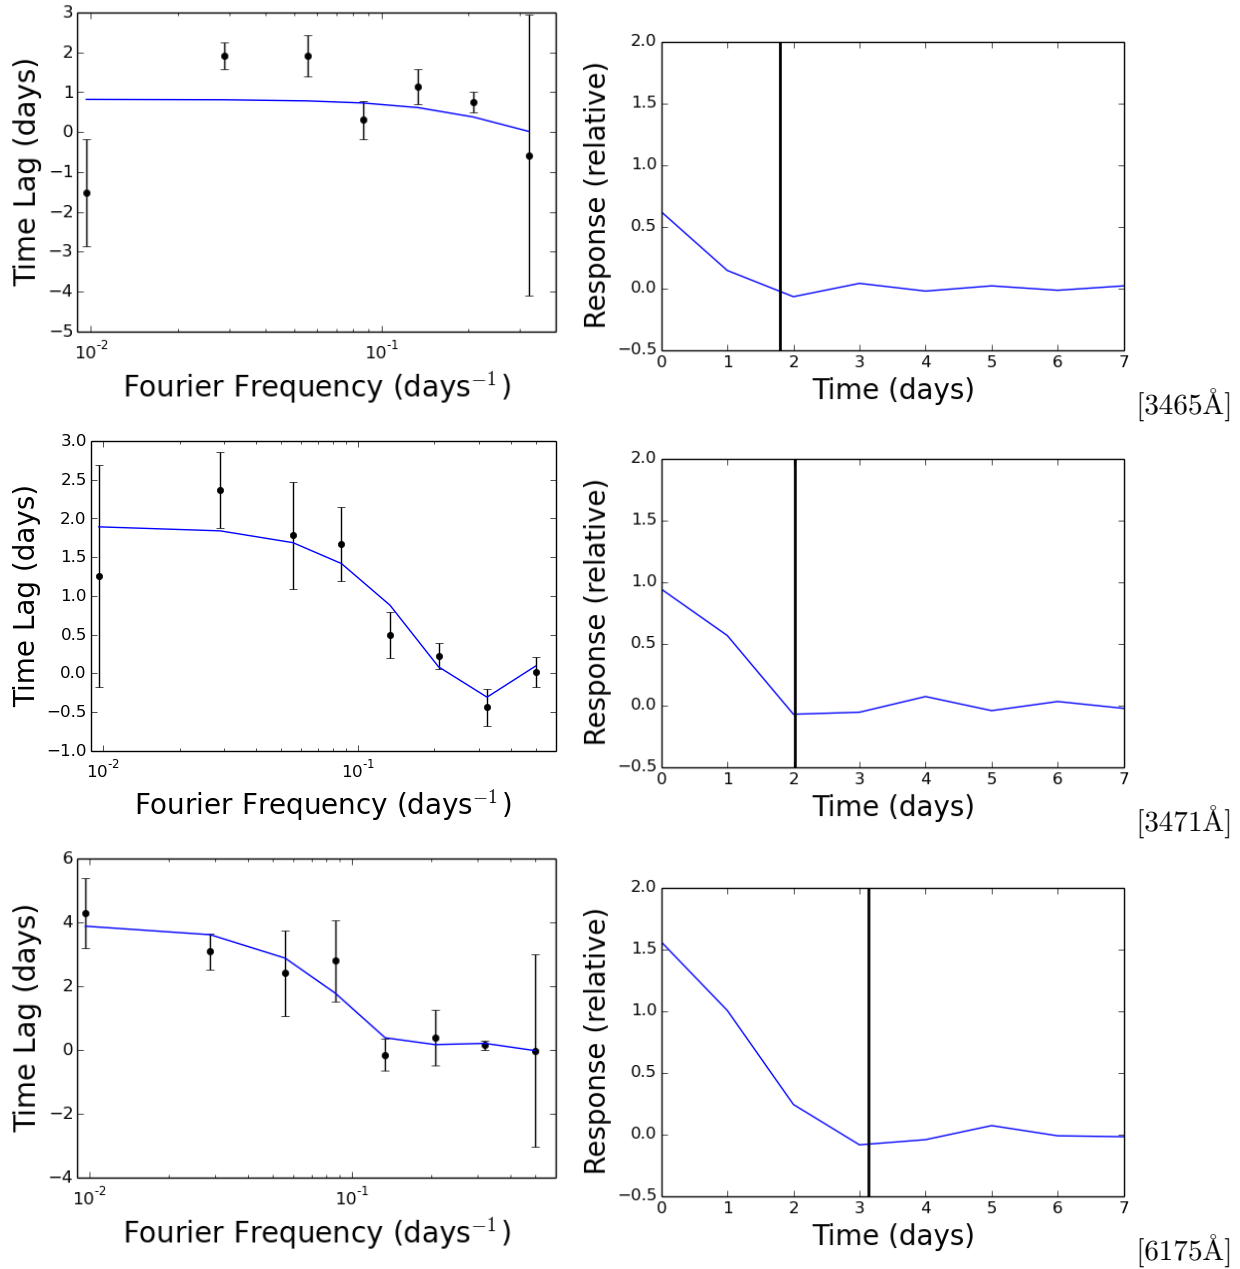 3
2
1
0
−1
−2
−3
−4
−5
Time Lag (days)
10⁻² 10⁻¹
Fourier Frequency (days⁻¹)
2.0
1.5
1.0
0.5
0.0
−0.5
Response (relative)
0 1 2 3 4 5 6 7
Time (days)
[3465Å]
3.0
2.5
2.0
1.5
1.0
0.5
0.0
−0.5
−1.0
Time Lag (days)
10⁻² 10⁻¹
Fourier Frequency (days⁻¹)
2.0
1.5
1.0
0.5
0.0
−0.5
Response (relative)
0 1 2 3 4 5 6 7
Time (days)
[3471Å]
6
4
2
0
−2
−4
Time Lag (days)
10⁻² 10⁻¹
Fourier Frequency (days⁻¹)
2.0
1.5
1.0
0.5
0.0
−0.5
Response (relative)
0 1 2 3 4 5 6 7
Time (days)
[6175Å]